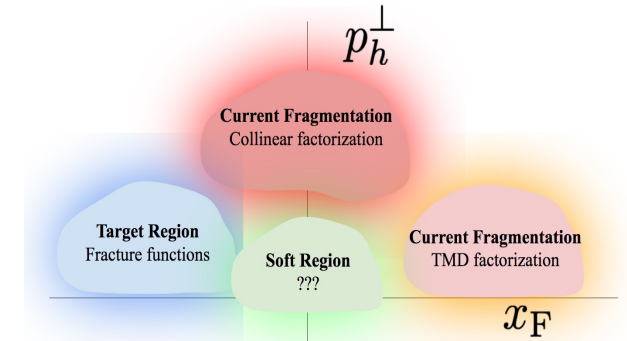 p_h^⊥
Current Fragmentation
Collinear factorization
Target Region
Fracture functions
Soft Region
???
Current Fragmentation
TMD factorization
x_F